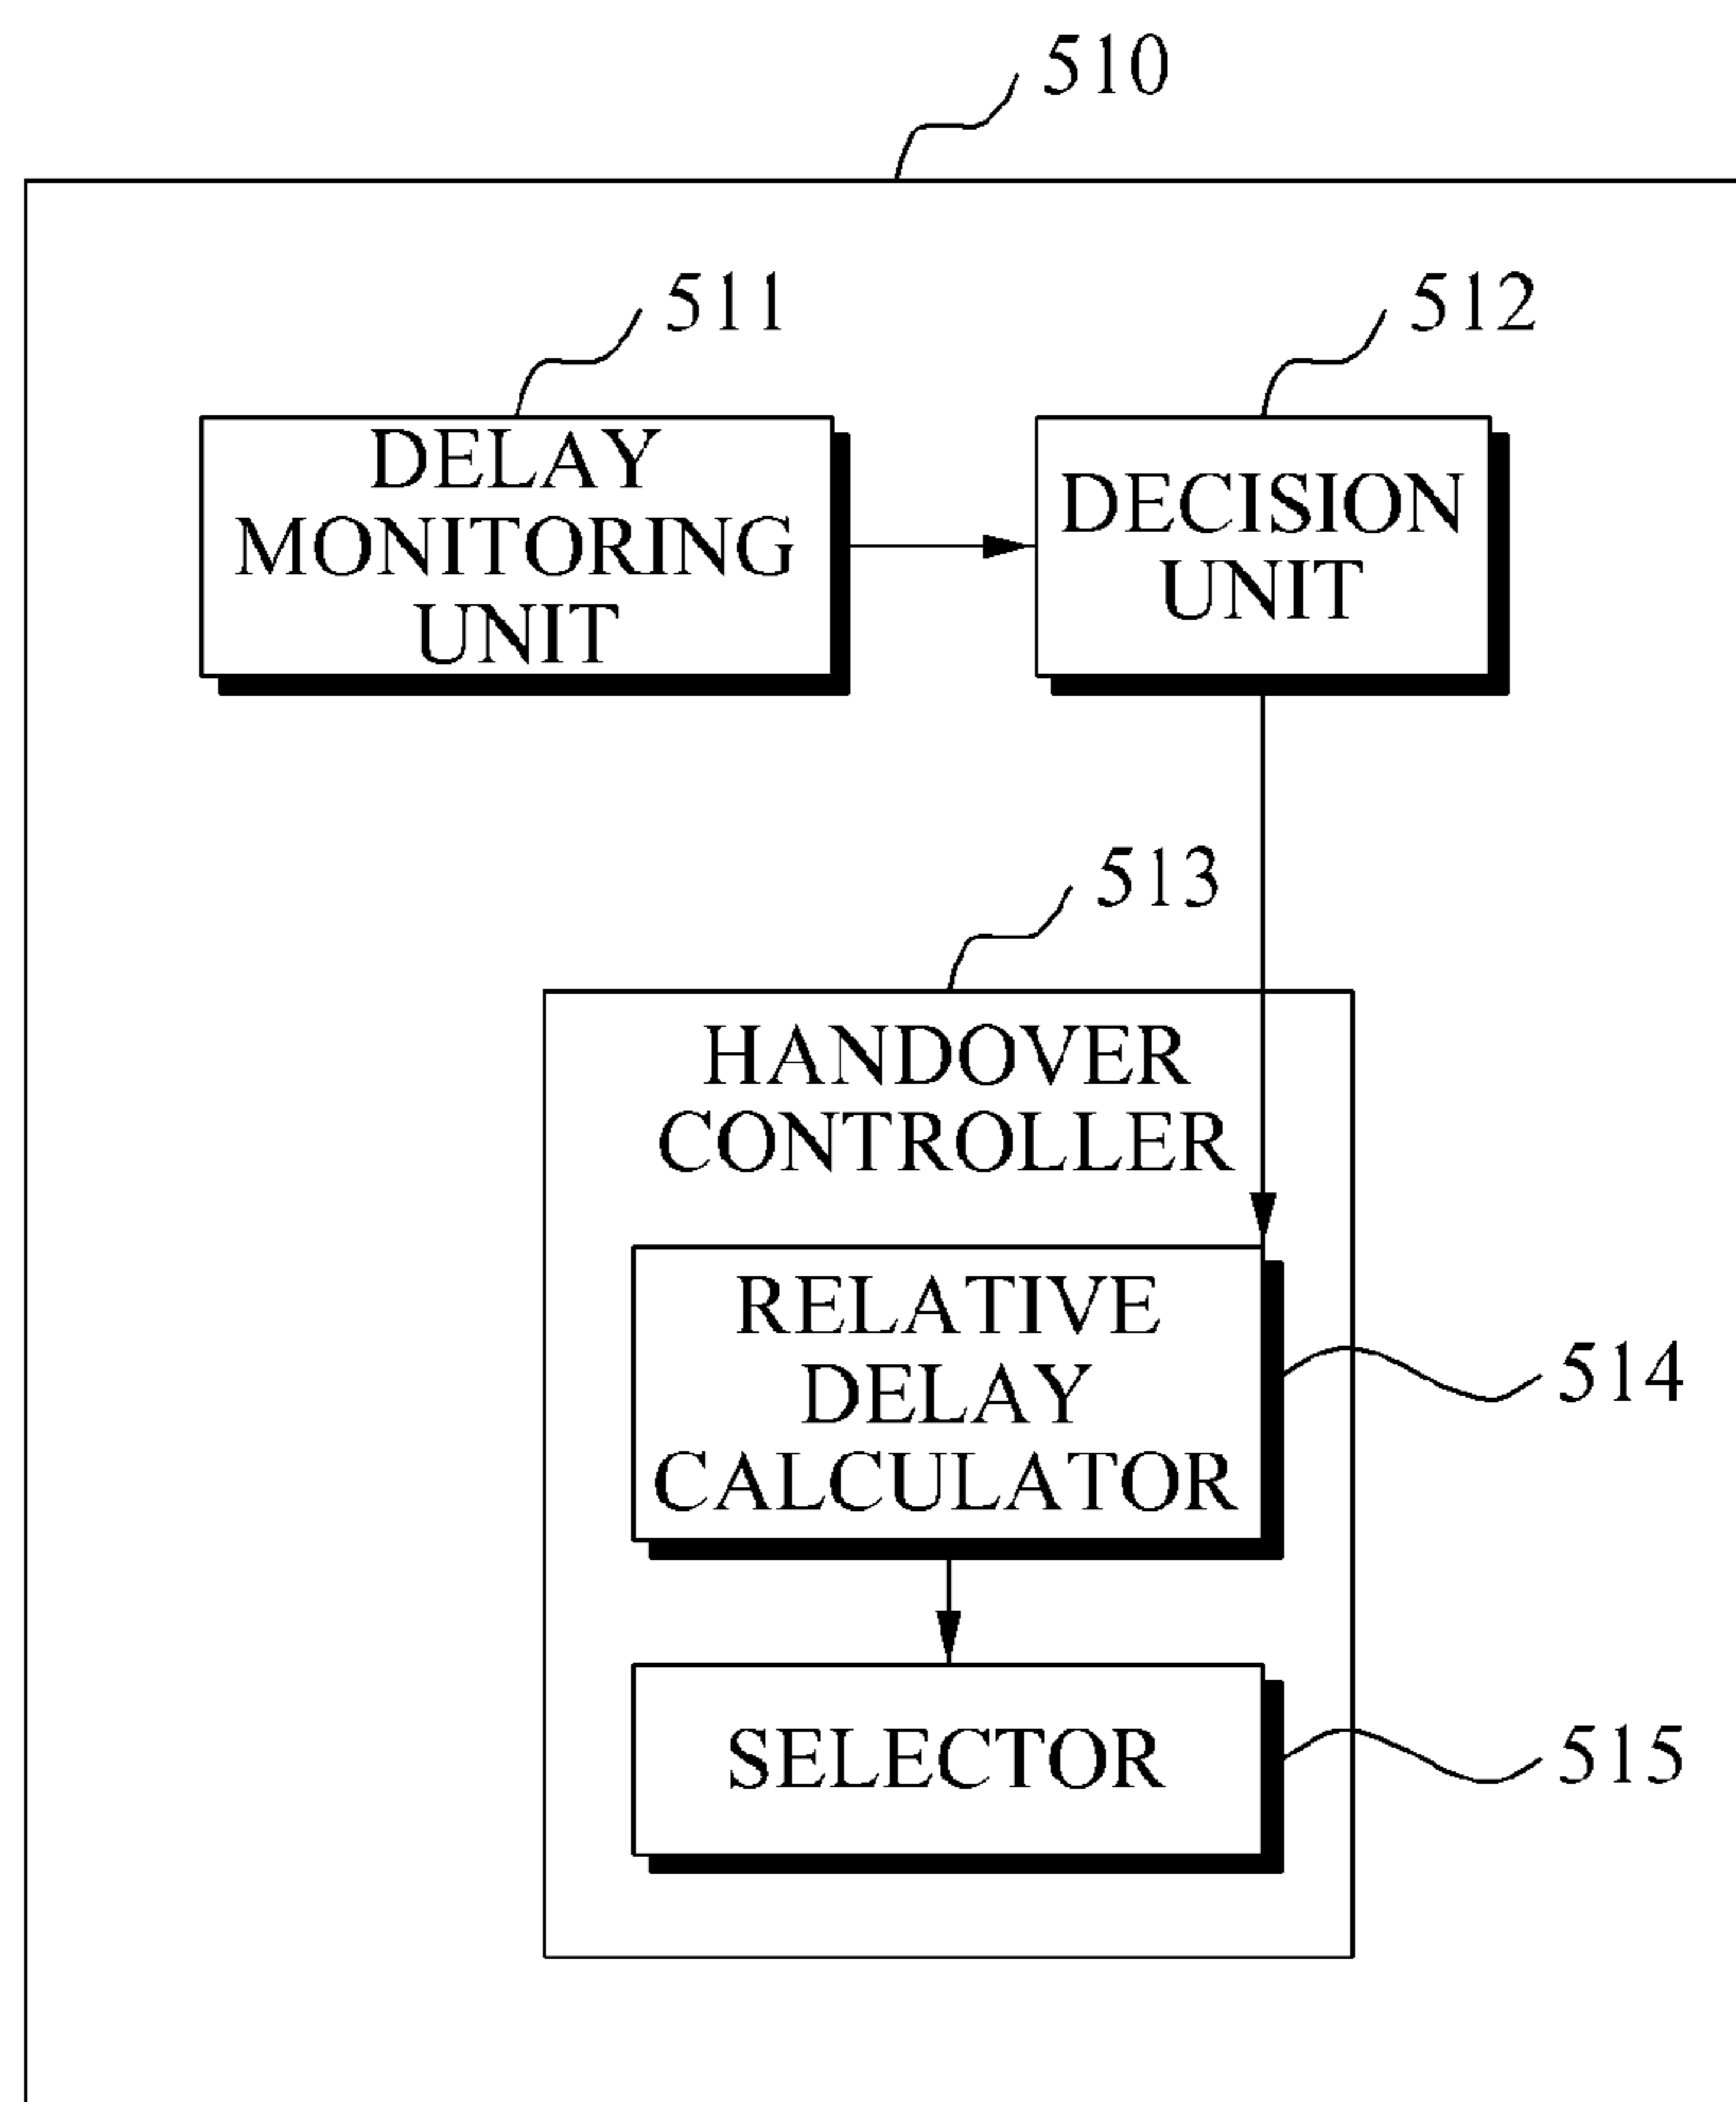 510
511
512
DELAY
MONITORING
UNIT
DECISION
UNIT
513
HANDOVER
CONTROLLER
RELATIVE
DELAY
CALCULATOR
514
SELECTOR
515